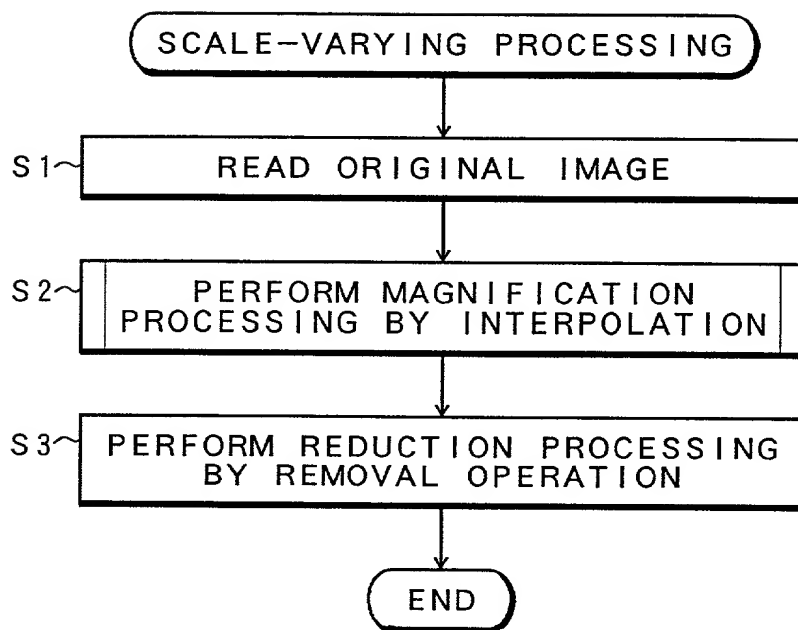 SCALE-VARYING PROCESSING
S1
READ ORIGINAL IMAGE
S2
PERFORM MAGNIFICATION
PROCESSING BY INTERPOLATION
S3
PERFORM REDUCTION PROCESSING
BY REMOVAL OPERATION
END